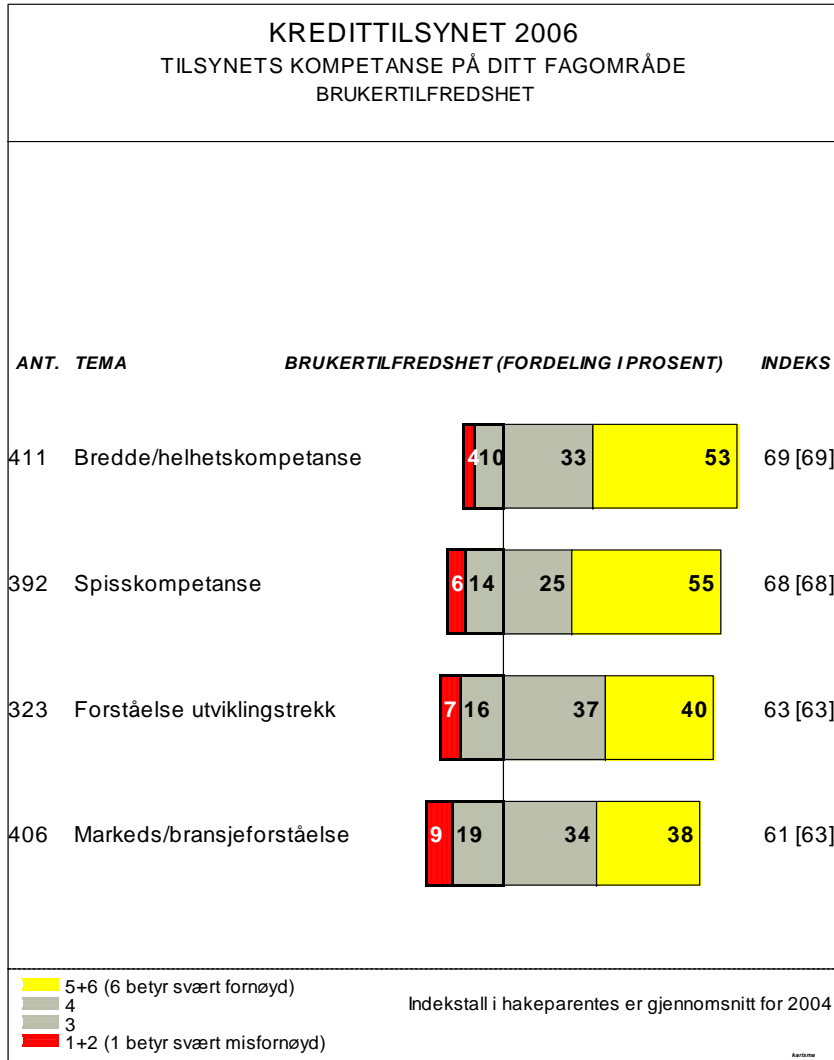 KREDITTILSYNET 2006
TILSYNETS KOMPETANSE PÅ DITT FAGOMRÅDE
BRUKERTILFREDSHET
ANT. TEMA BRUKERTILFREDSHET (FORDELING I PROSENT) INDEKS
411 Bredde/helhetskompetanse 4 10 33 53 69 [69]
392 Spisskompetanse 6 14 25 55 68 [68]
323 Forståelse utviklingstrekk 7 16 37 40 63 [63]
406 Markeds/bransjeforståelse 9 19 34 38 61 [63]
5+6 (6 betyr svært fornøyd)
4
3
1+2 (1 betyr svært misfornøyd)
Indekstall i hakeparentes er gjennomsnitt for 2004
karisma